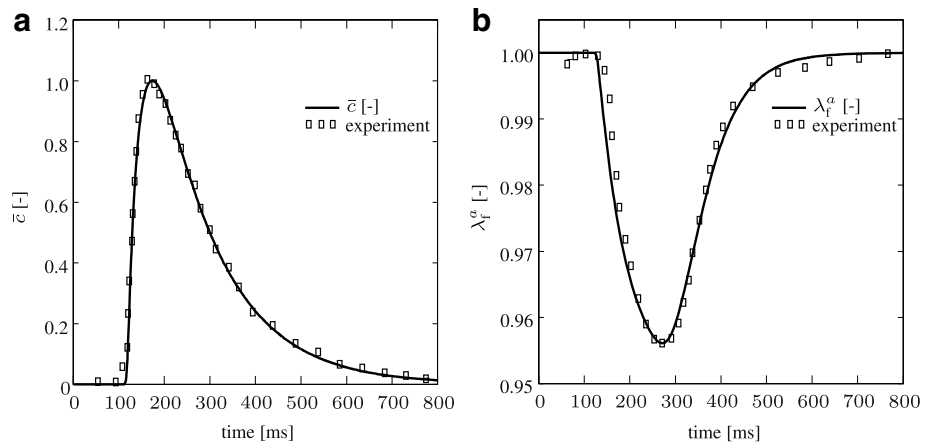 a
1.2
1.0
0.8
0.6
0.4
0.2
0
c̄ [-]
c̄ [-]
experiment
0 100 200 300 400 500 600 700 800
time [ms]
b
1.00
0.99
0.98
0.97
0.96
0.95
λ_f^a [-]
λ_f^a [-]
experiment
0 100 200 300 400 500 600 700 800
time [ms]